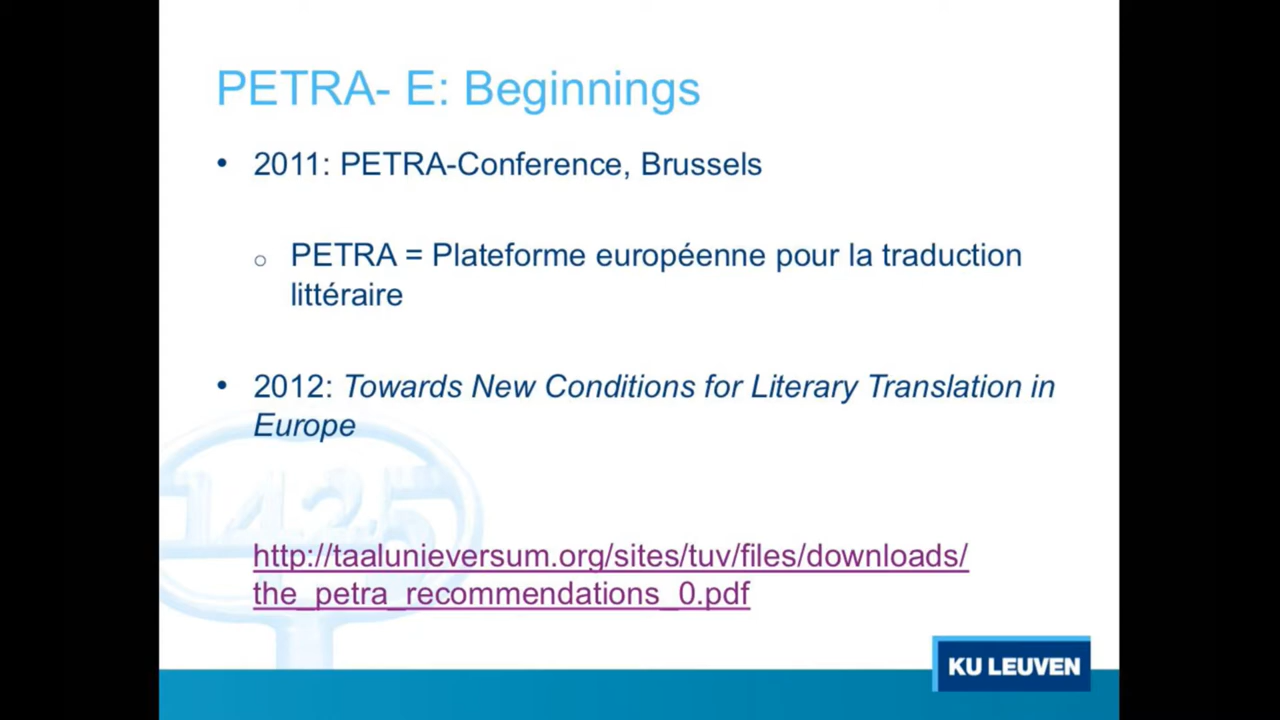 PETRA- E: Beginnings
• 2011: PETRA-Conference, Brussels
o PETRA = Plateforme européenne pour la traduction
littéraire
• 2012: Towards New Conditions for Literary Translation in
Europe
1425
http://taalunieversum.org/sites/tuv/files/downloads/
the_petra_recommendations_0.pdf
KU LEUVEN